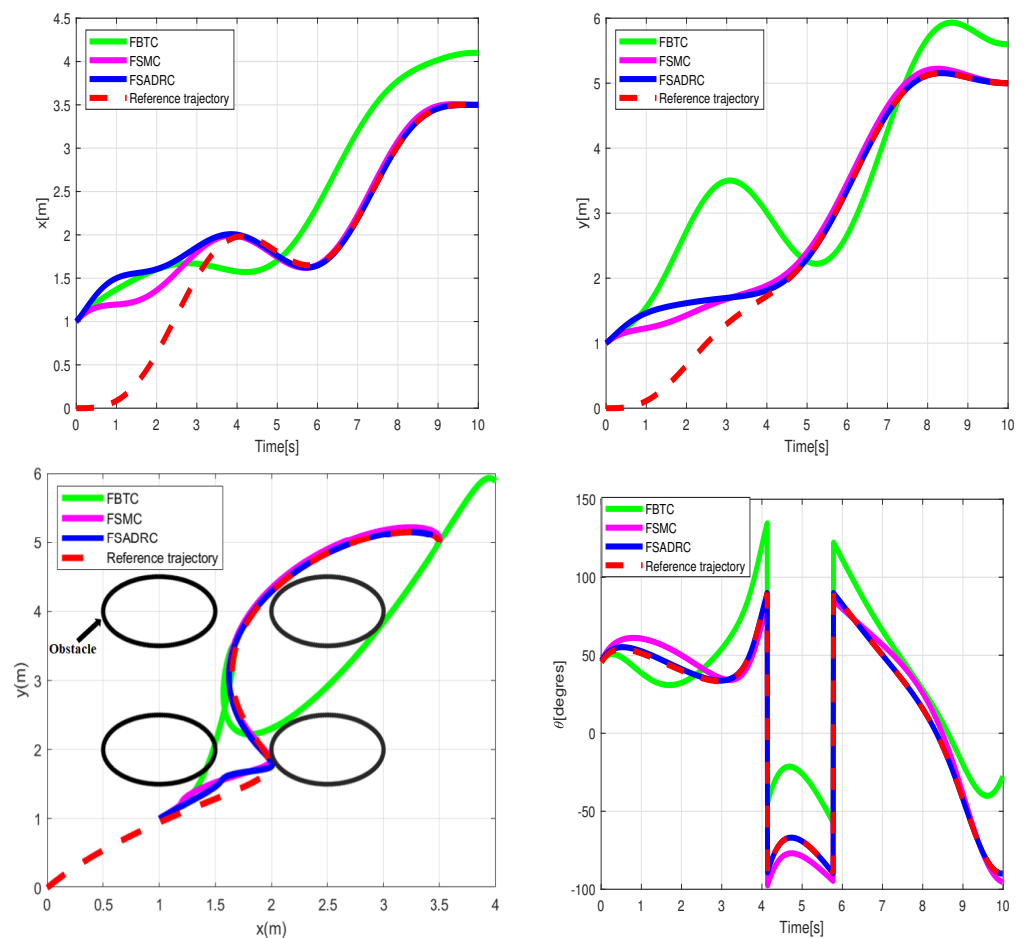 4.5
4
3.5
3
2.5
2
1.5
1
0.5
0
x[m]
FBTC
FSMC
FSADRC
Reference trajectory
0 1 2 3 4 5 6 7 8 9 10
Time[s]
6
5
4
3
2
1
0
y[m]
FBTC
FSMC
FSADRC
Reference trajectory
0 1 2 3 4 5 6 7 8 9 10
Time[s]
6
5
4
3
2
1
0
y(m)
FBTC
FSMC
FSADRC
Reference trajectory
Obstacle
0 0.5 1 1.5 2 2.5 3 3.5 4
x(m)
150
100
50
0
-50
-100
θ[degres]
FBTC
FSMC
FSADRC
Reference trajectory
0 1 2 3 4 5 6 7 8 9 10
Time[s]